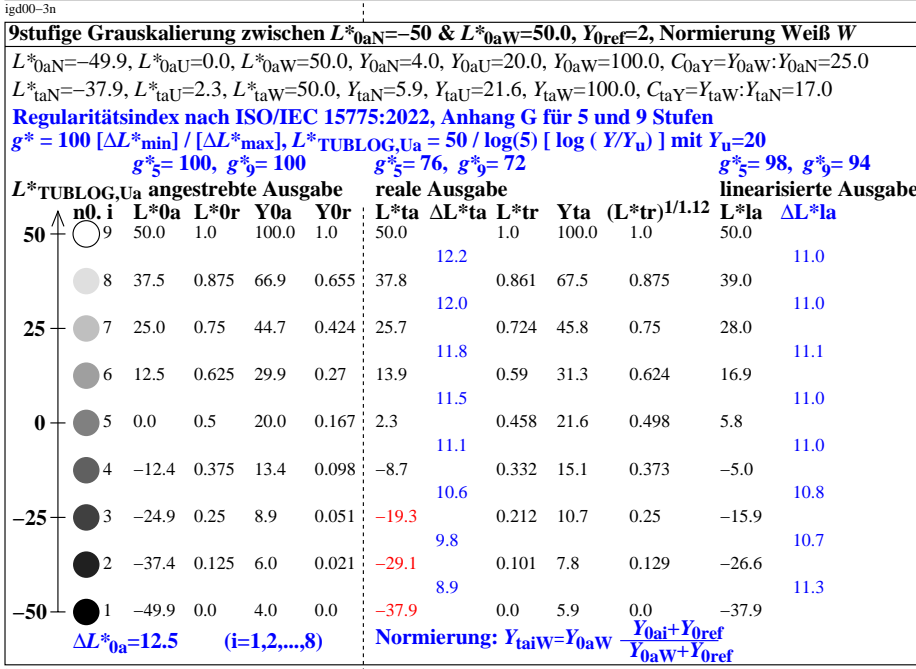 igd00−3n
9stufige Grauskalierung zwischen L*0aN=−50 & L*0aW=50.0, Y0ref=2, Normierung Weiß W
L*0aN=−49.9, L*0aU=0.0, L*0aW=50.0, Y0aN=4.0, Y0aU=20.0, Y0aW=100.0, C0aY=Y0aW:Y0aN=25.0
L*taN=−37.9, L*taU=2.3, L*taW=50.0, YtaN=5.9, YtaU=21.6, YtaW=100.0, CtaY=YtaW:YtaN=17.0
Regularitätsindex nach ISO/IEC 15775:2022, Anhang G für 5 und 9 Stufen
g* = 100 [ΔL*min] / [ΔL*max], L*TUBLOG,Ua = 50 / log(5) [ log ( Y/Yu) ] mit Yu=20
g*5= 100, g*9= 100 g*5= 76, g*9= 72 g*5= 98, g*9= 94
L*TUBLOG,Ua angestrebte Ausgabe reale Ausgabe linearisierte Ausgabe
n0. i L*0a L*0r Y0a Y0r L*ta ΔL*ta L*tr Yta (L*tr)1/1.12 L*la ΔL*la
50 9 50.0 1.0 100.0 1.0 50.0 1.0 100.0 1.0 50.0
12.2 11.0
8 37.5 0.875 66.9 0.655 37.8 0.861 67.5 0.875 39.0
12.0 11.0
25 7 25.0 0.75 44.7 0.424 25.7 0.724 45.8 0.75 28.0
11.8 11.1
6 12.5 0.625 29.9 0.27 13.9 0.59 31.3 0.624 16.9
11.5 11.0
0 5 0.0 0.5 20.0 0.167 2.3 0.458 21.6 0.498 5.8
11.1 11.0
4 −12.4 0.375 13.4 0.098 −8.7 0.332 15.1 0.373 −5.0
10.6 10.8
−25 3 −24.9 0.25 8.9 0.051 −19.3 0.212 10.7 0.25 −15.9
9.8 10.7
2 −37.4 0.125 6.0 0.021 −29.1 0.101 7.8 0.129 −26.6
8.9 11.3
−50 1 −49.9 0.0 4.0 0.0 −37.9 0.0 5.9 0.0 −37.9
ΔL*0a=12.5 (i=1,2,...,8) Normierung: YtaiW=Y0aW Y0ai+Y0ref
Y0aW+Y0ref